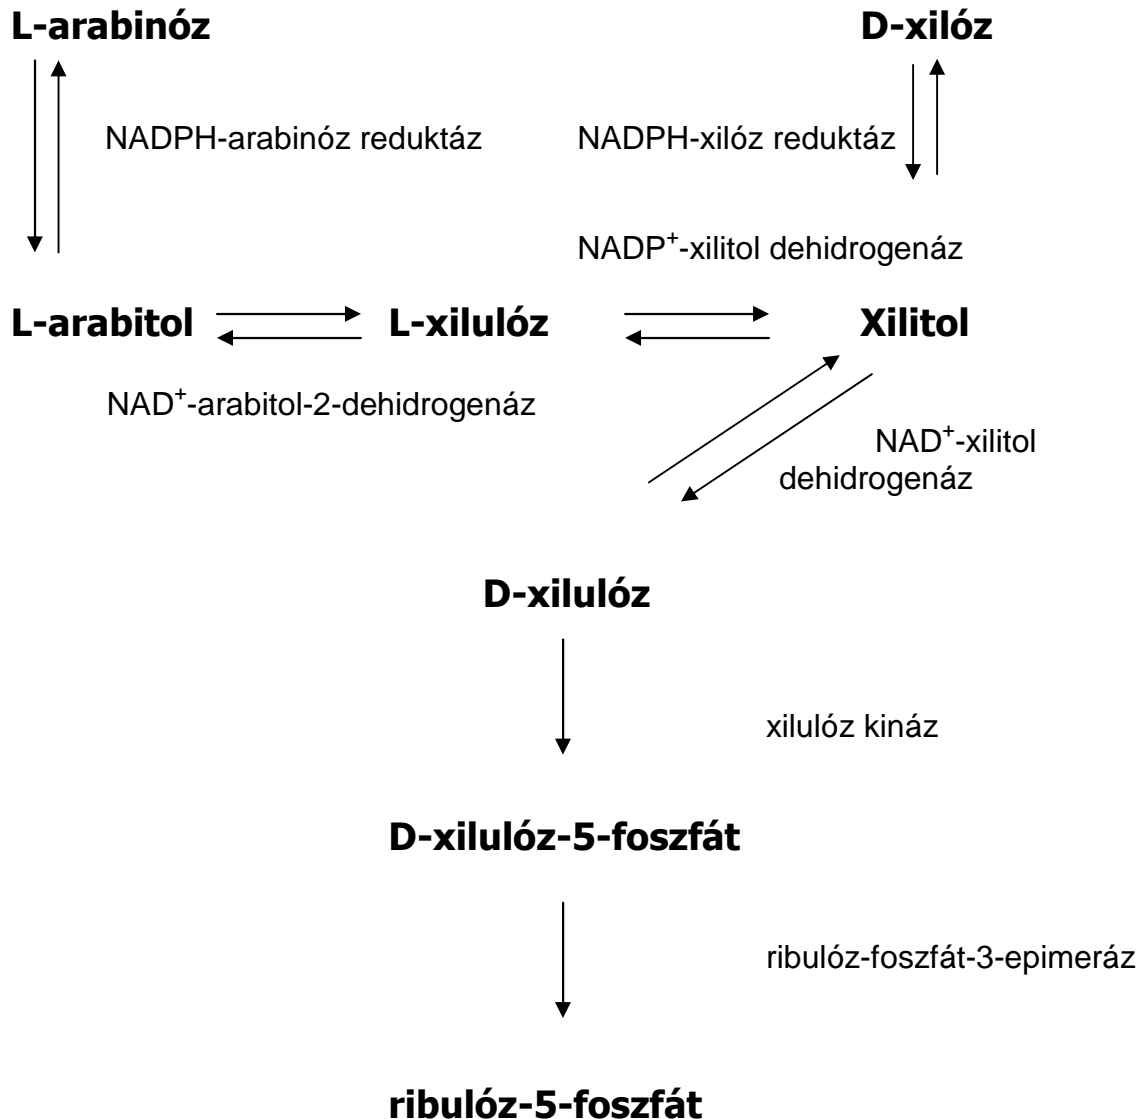 L-arabinóz
D-xilóz
NADPH-arabinóz reduktáz
NADPH-xilóz reduktáz
NADP⁺-xilitol dehidrogenáz
L-arabitol
L-xilulóz
Xilitol
NAD⁺-arabitol-2-dehidrogenáz
NAD⁺-xilitol
dehidrogenáz
D-xilulóz
xilulóz kináz
D-xilulóz-5-foszfát
ribulóz-foszfát-3-epimeráz
ribulóz-5-foszfát